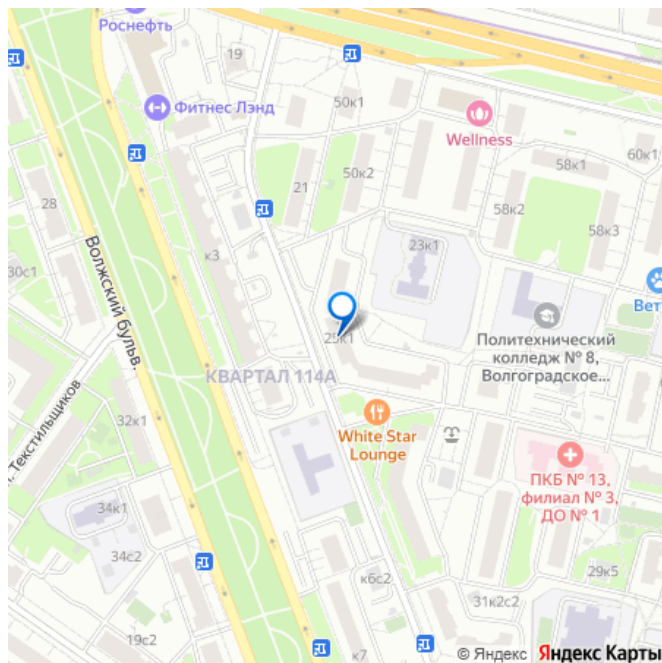 Роснефть
19
Фитнес Лэнд
50к1
Wellness
60к1
58к1
21
50к2
58к2
28
к3
23к1
58к3
30с1
Волжский бульв.
25к1
Вет
Политехнический
колледж № 8,
Волгоградское...
КВАРТАЛ 114А
32к1
Текстильщиков
White Star
Lounge
ПКБ № 13,
филиал № 3,
ДО № 1
34к1
34с2
к6с2
29к5
31к2с2
19с2
к7
© Яндекс Яндекс Карты